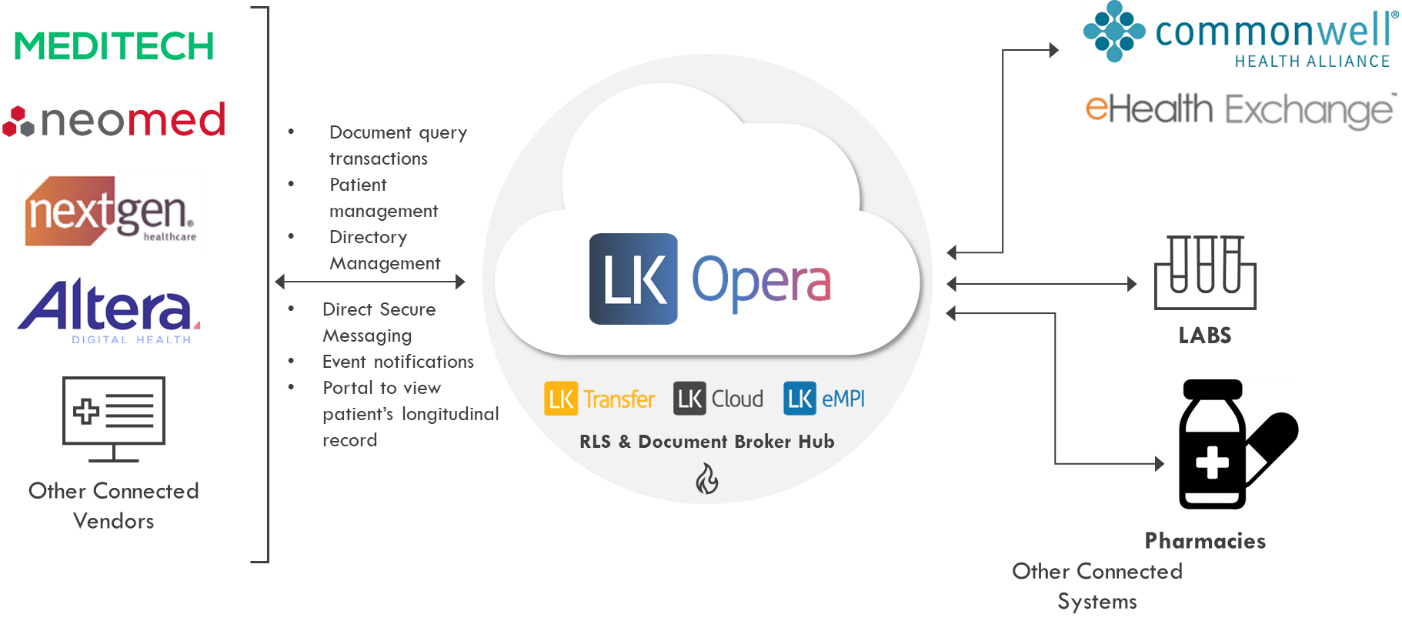 MEDITECH
neomed
nextgen®
healthcare
Altera
DIGITAL HEALTH
Other Connected
Vendors
• Document query
transactions
• Patient
management
• Directory
Management
• Direct Secure
Messaging
• Event notifications
• Portal to view
patient's longitudinal
record
LK Opera
LK Transfer
LK Cloud
LK eMPI
RLS & Document Broker Hub
commonwell®
HEALTH ALLIANCE
eHealth Exchange™
LABS
Pharmacies
Other Connected
Systems